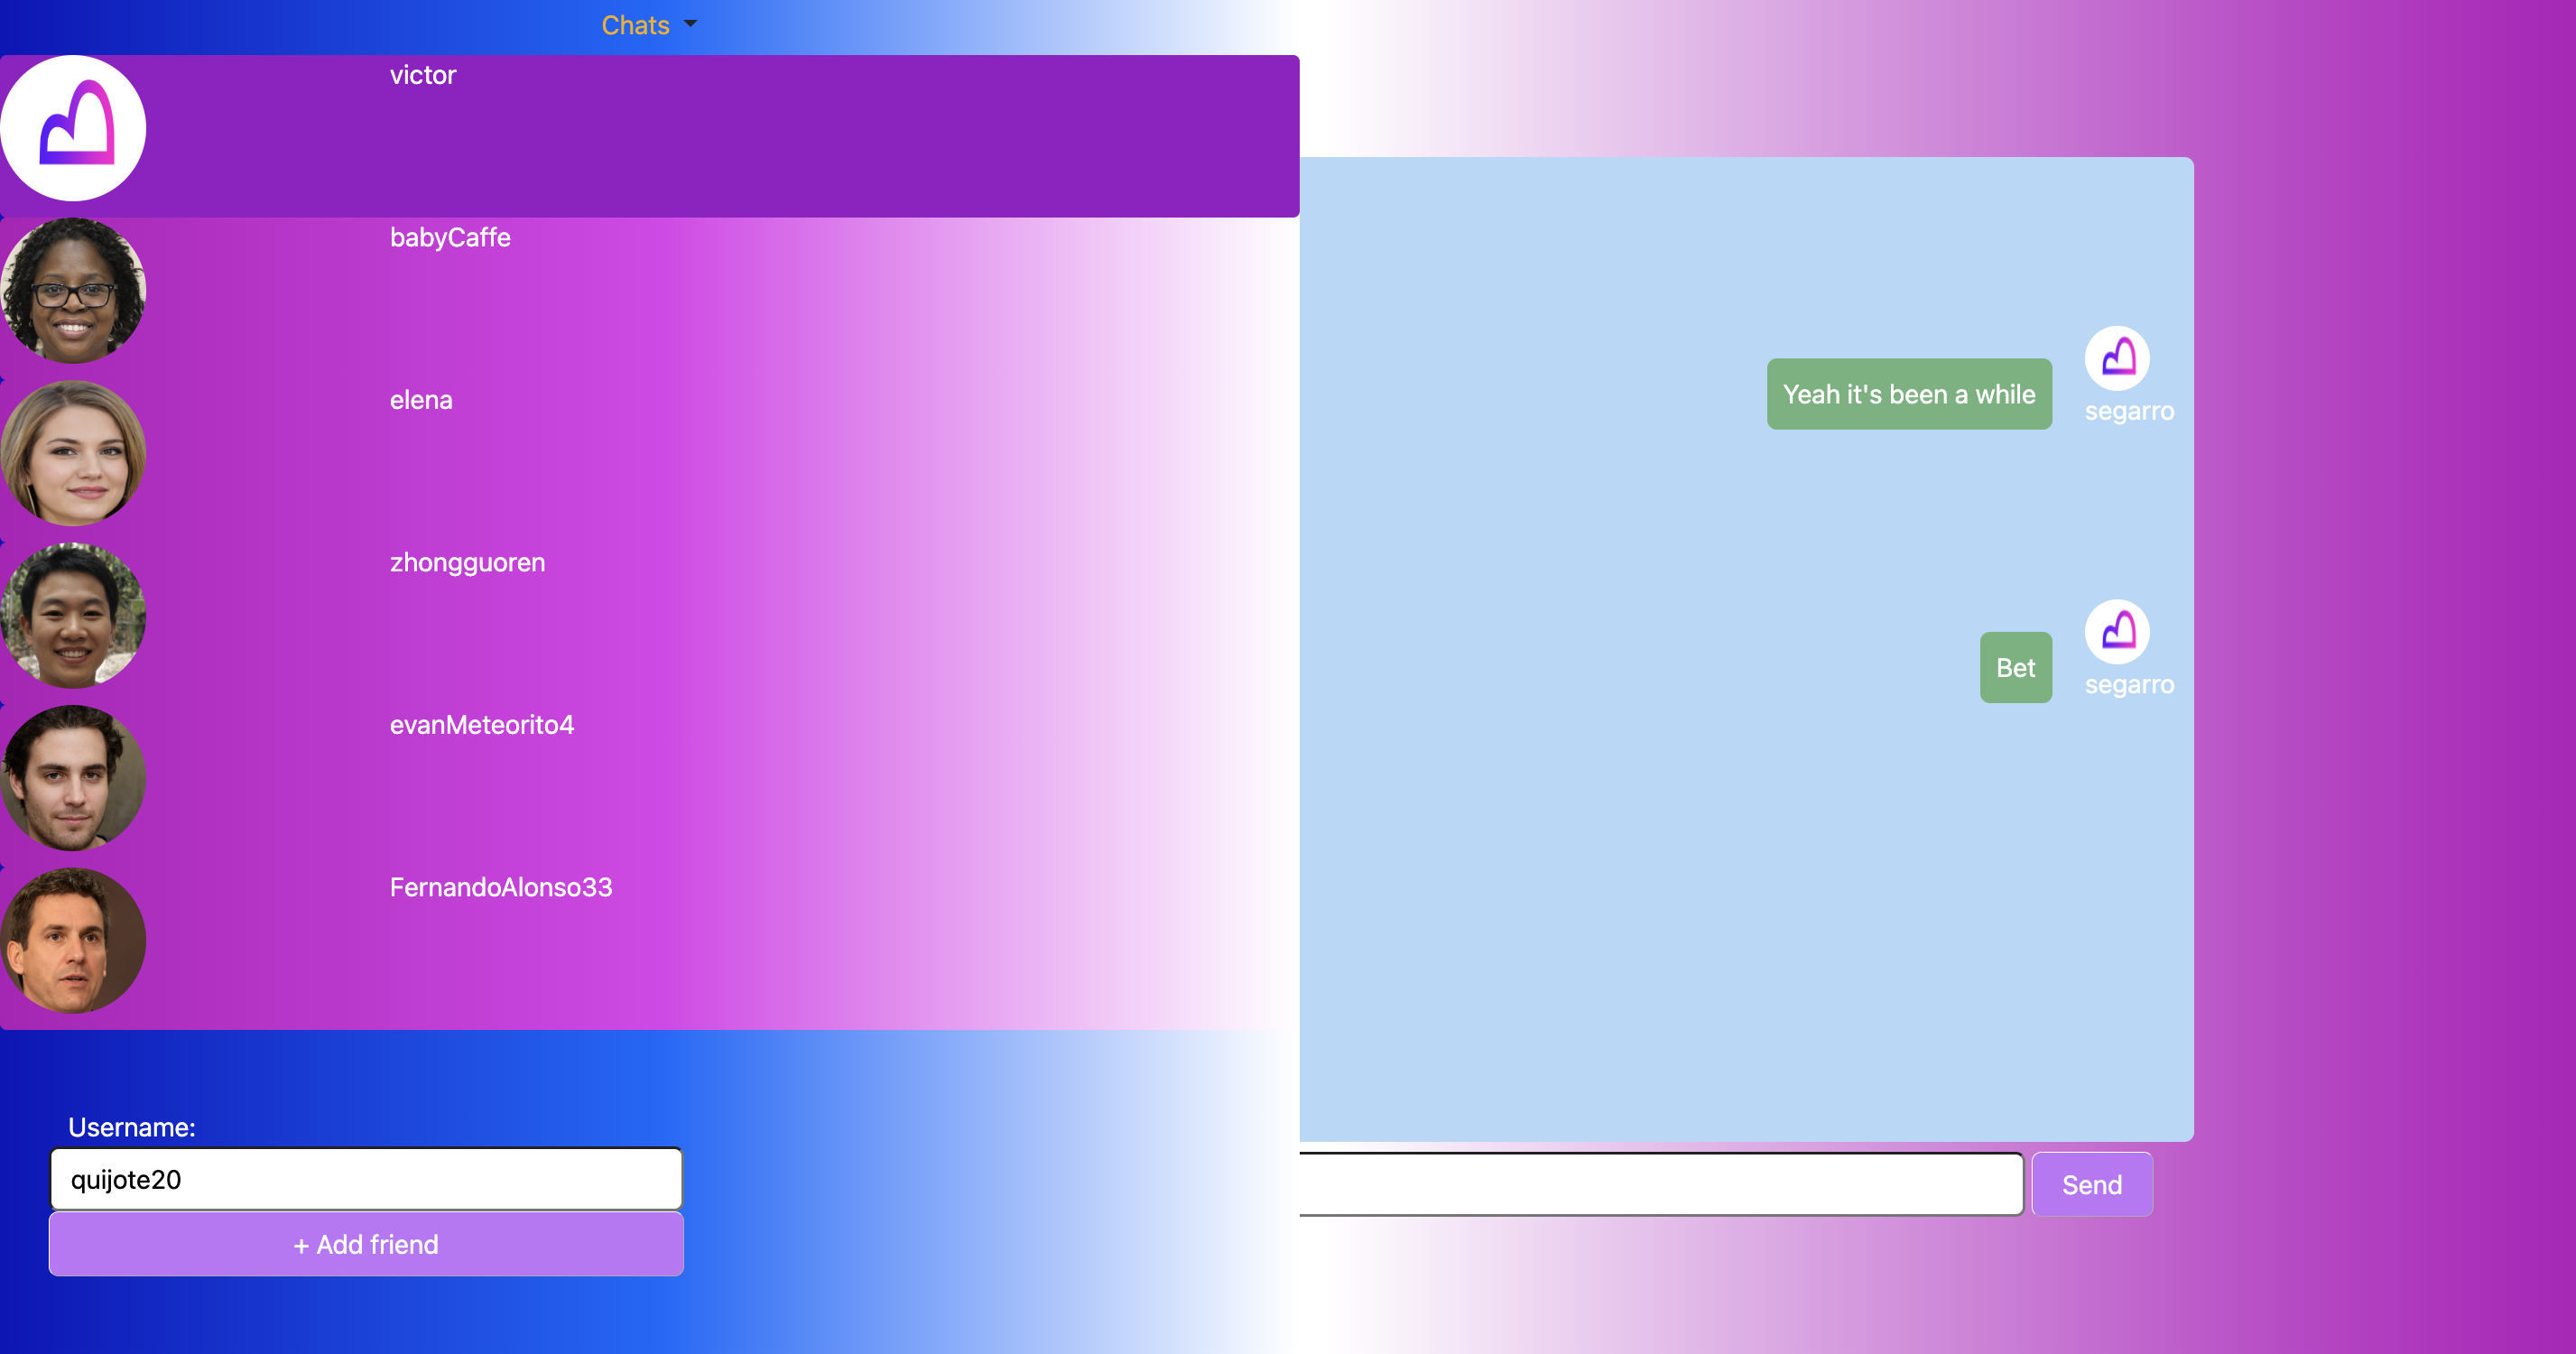 Chats
victor
babyCaffe
elena
zhongguoren
evanMeteorito4
FernandoAlonso33
Username:
quijote20
+ Add friend
Yeah it's been a while
segarro
Bet
segarro
Send